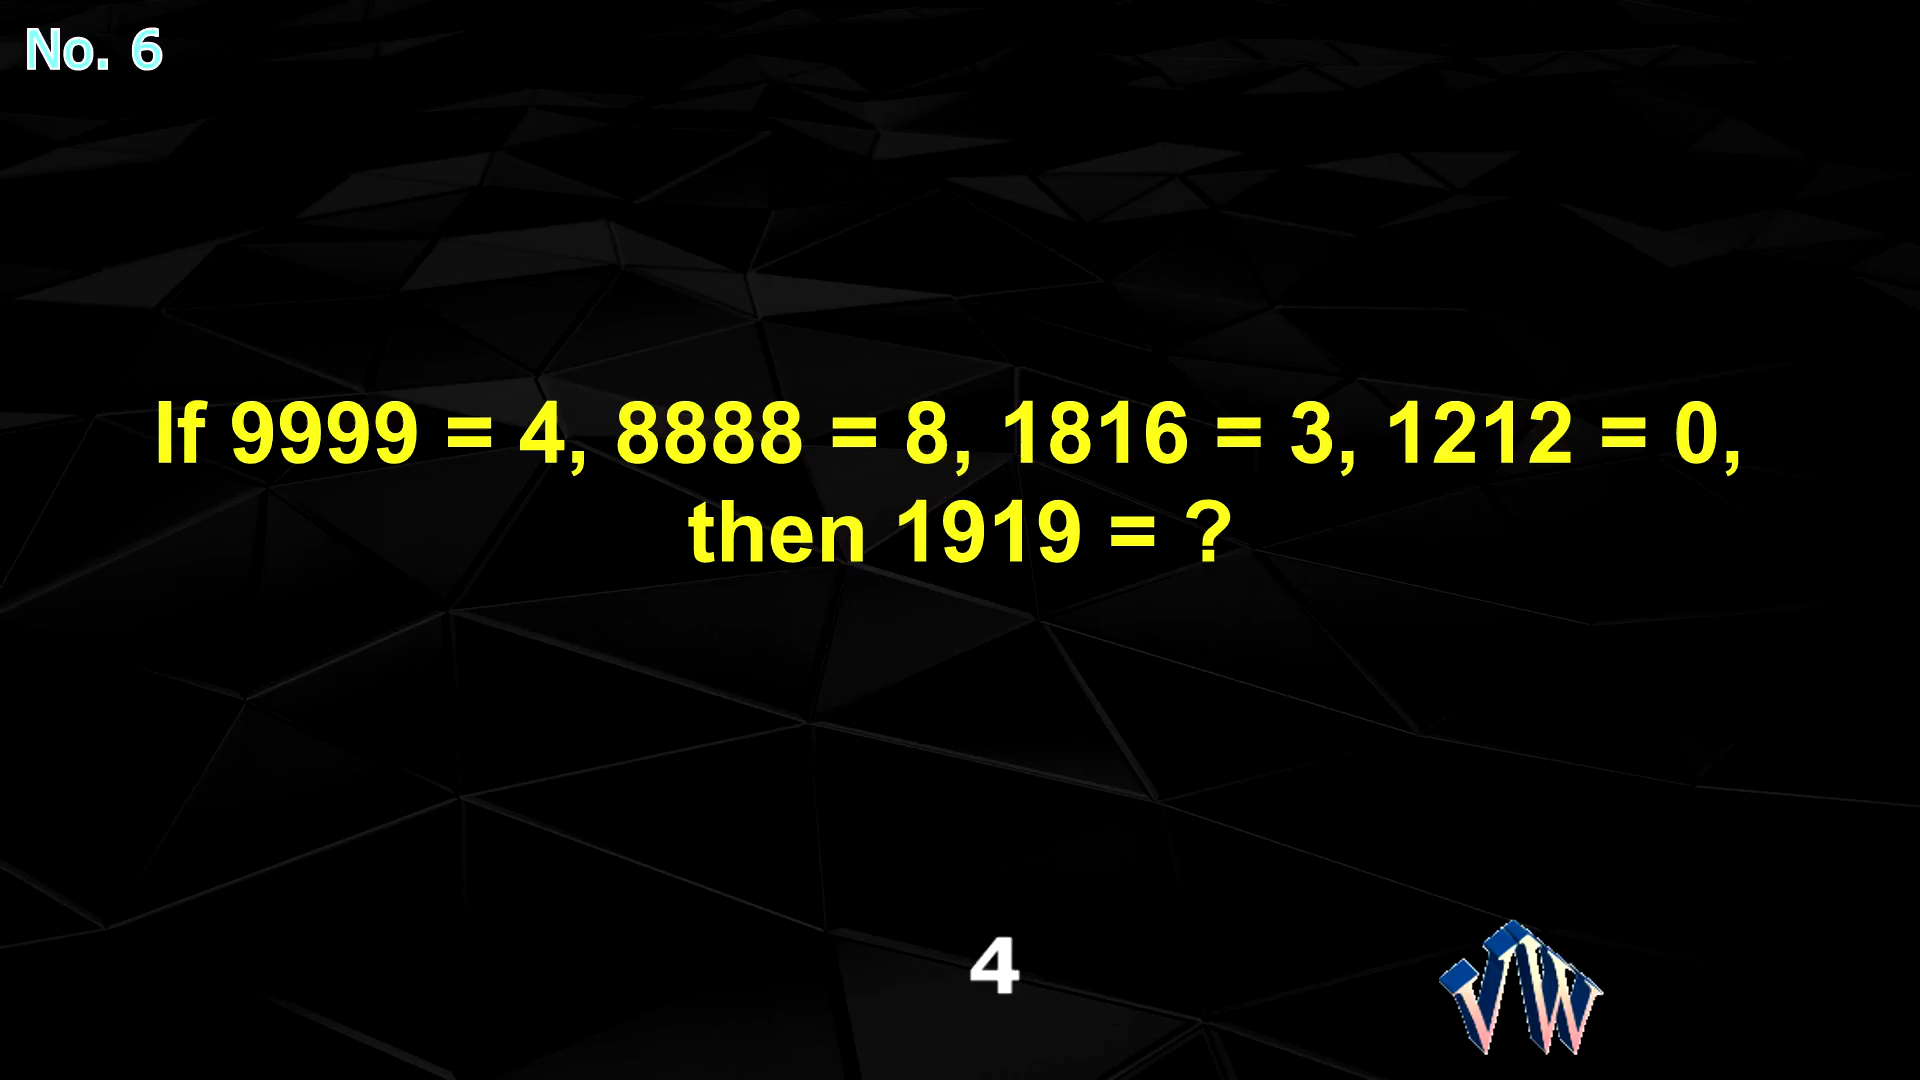 No. 6
If 9999 = 4, 8888 = 8, 1816 = 3, 1212 = 0,
then 1919 = ?
4
VW